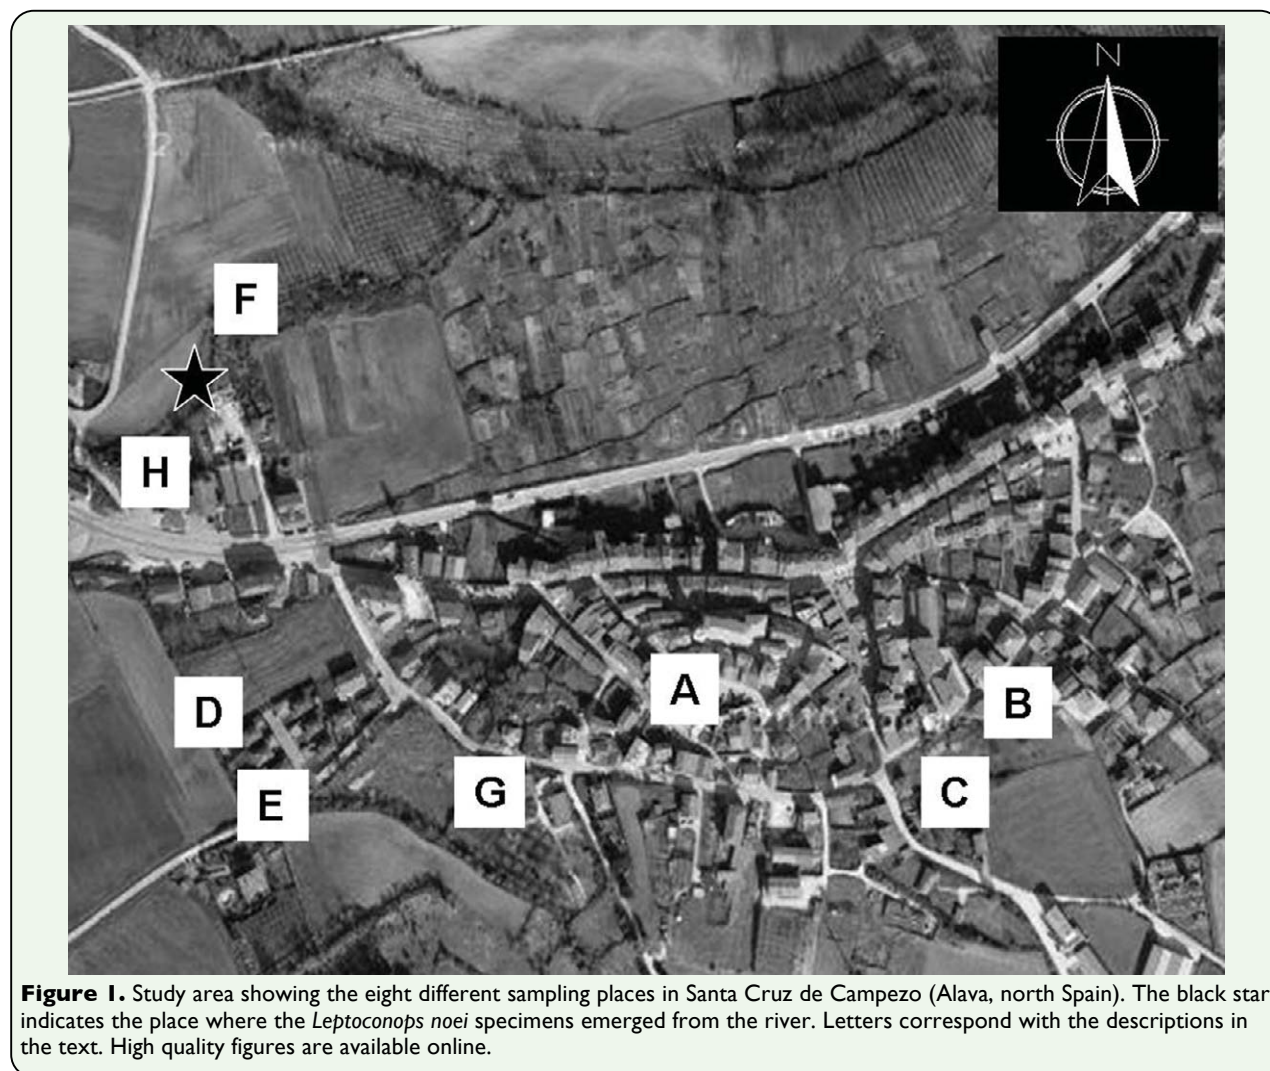 N
F
H
A
B
D
C
E
G
Figure 1. Study area showing the eight different sampling places in Santa Cruz de Campezo (Alava, north Spain). The black star
indicates the place where the Leptoconops noei specimens emerged from the river. Letters correspond with the descriptions in
the text. High quality figures are available online.